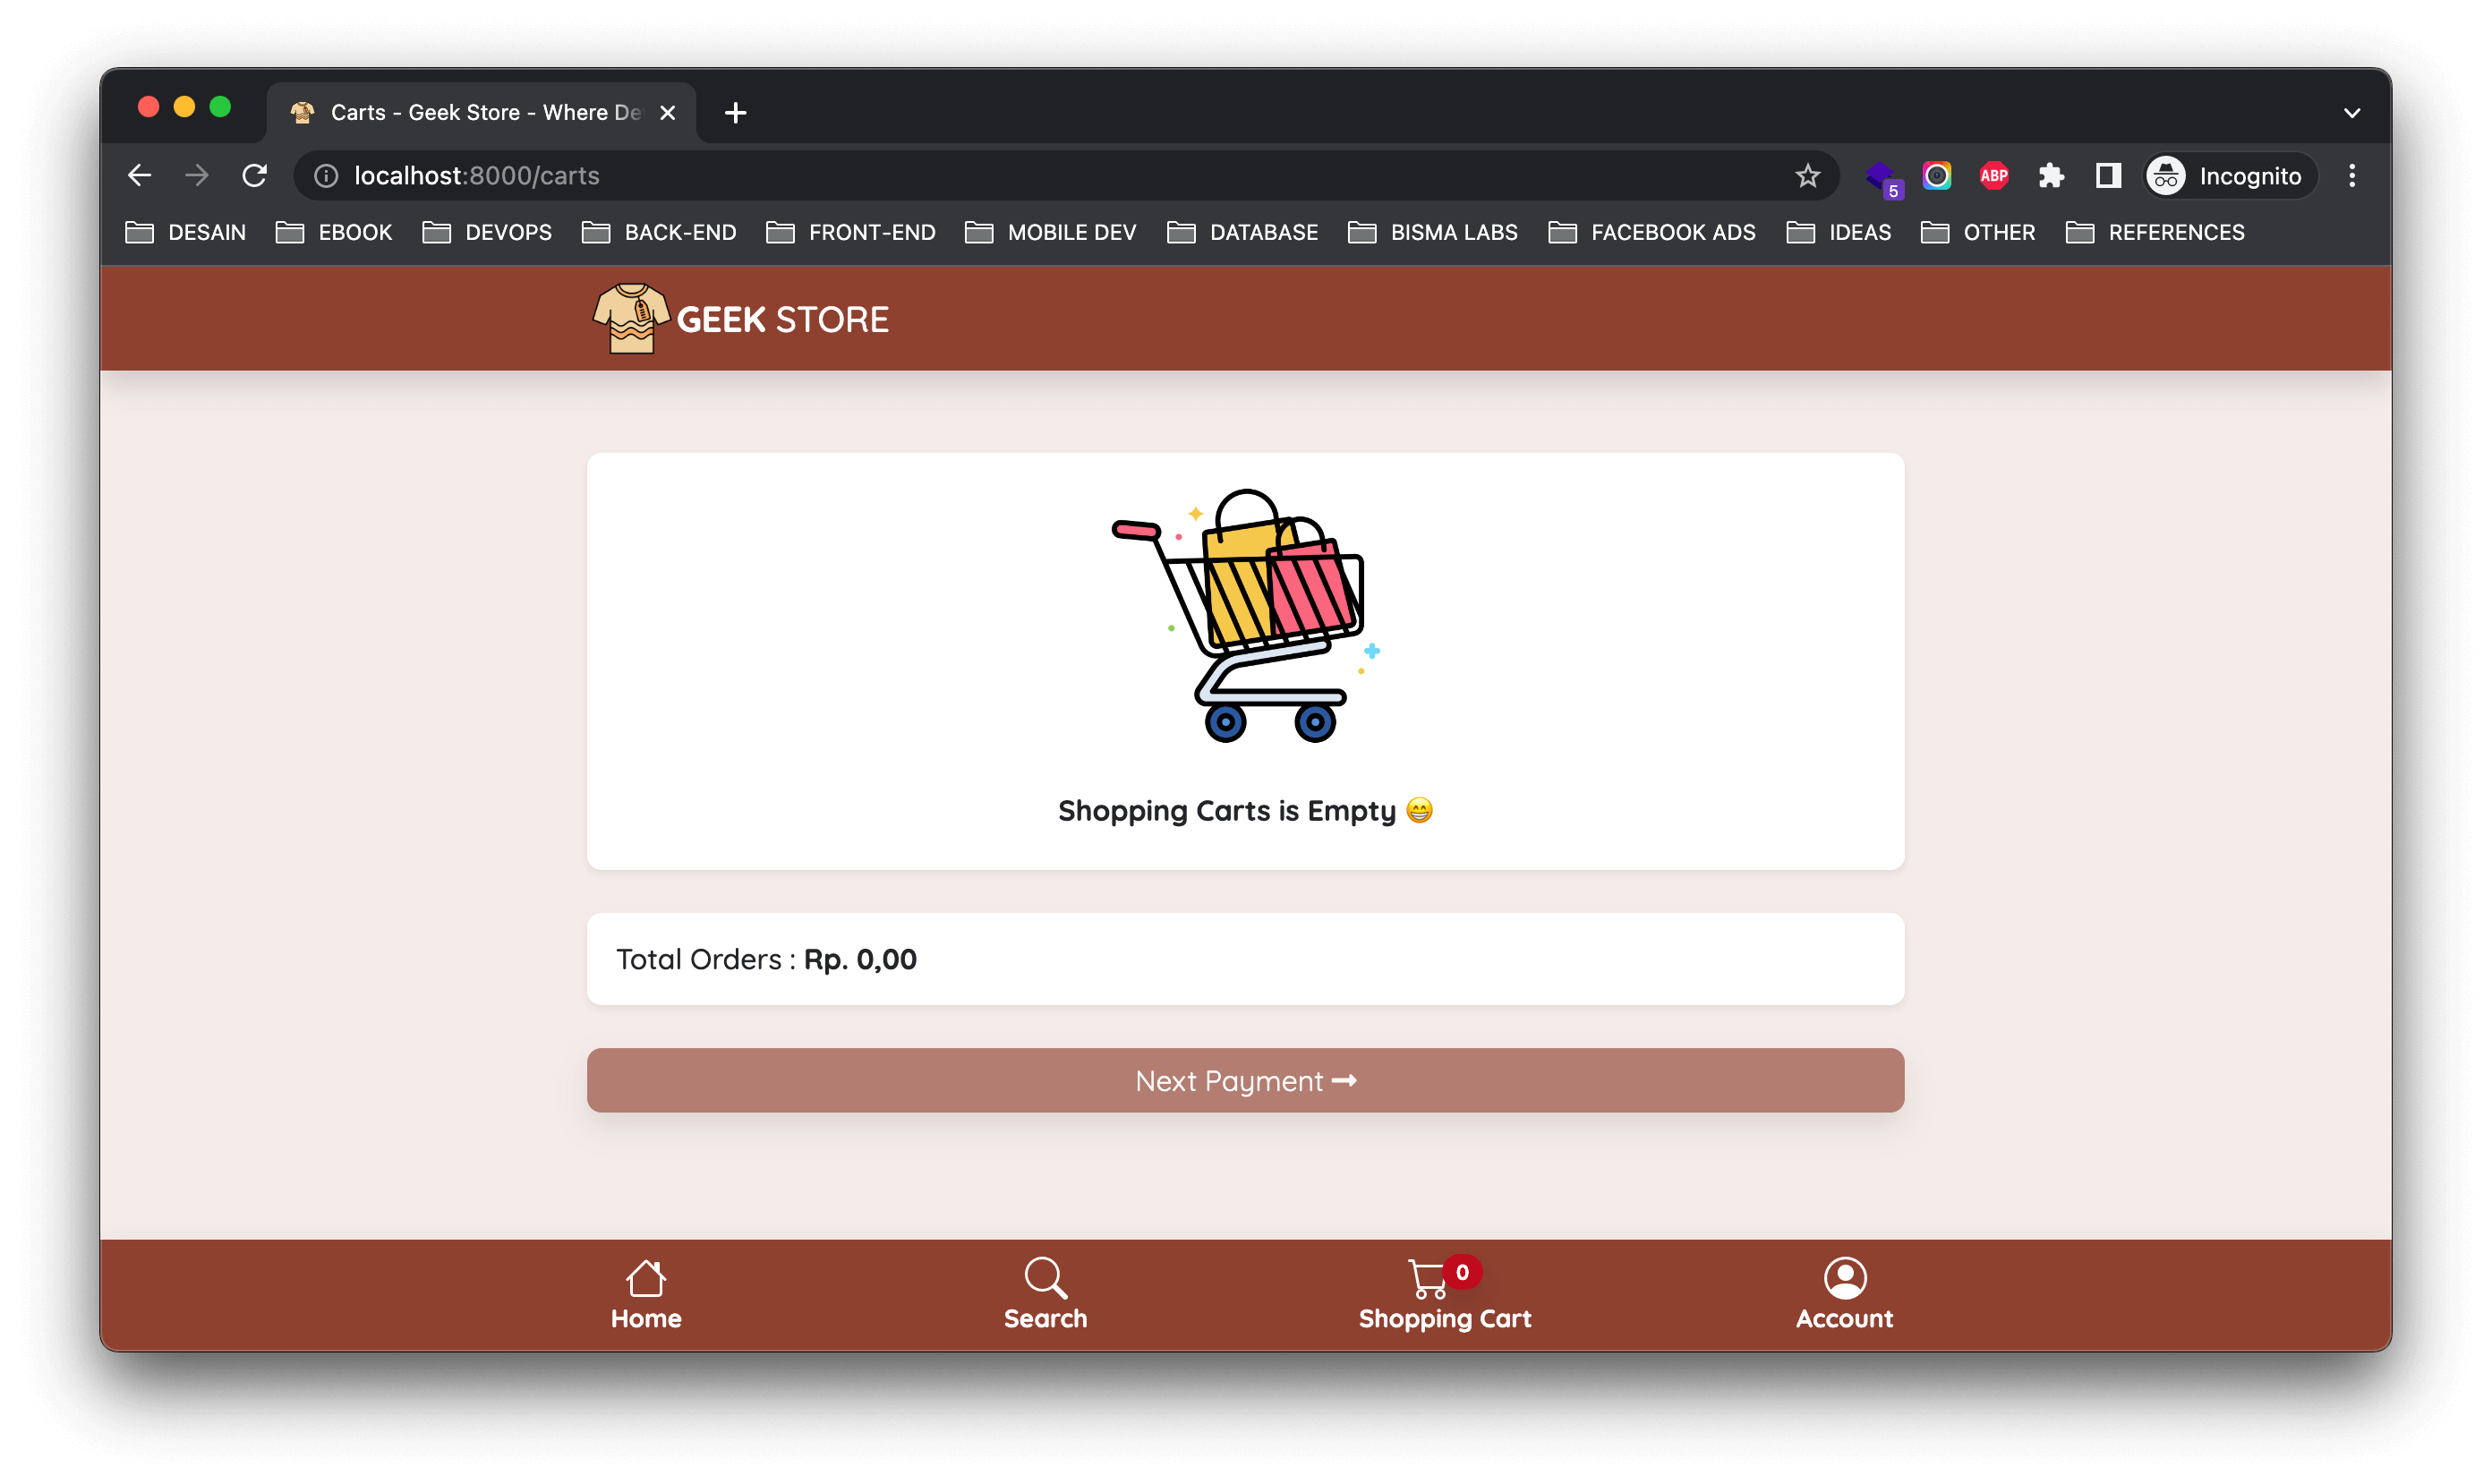 Carts - Geek Store - Where De
localhost:8000/carts
5
ABP
Incognito
DESAIN EBOOK DEVOPS BACK-END FRONT-END MOBILE DEV DATABASE BISMA LABS FACEBOOK ADS IDEAS OTHER REFERENCES
GEEK STORE
Shopping Carts is Empty 😁
Total Orders : Rp. 0,00
Next Payment →
0
Home Search Shopping Cart Account